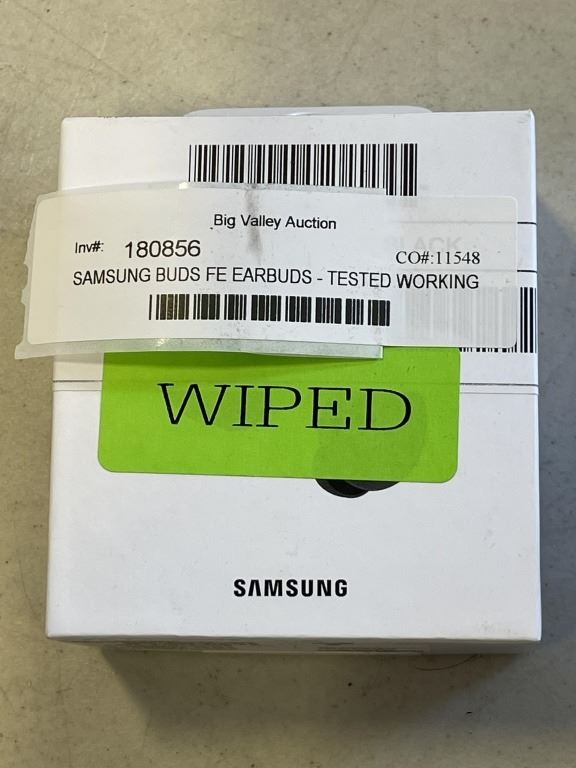 Big Valley Auction
Inv#: 180856 CO#:11548
SAMSUNG BUDS FE EARBUDS - TESTED WORKING
WIPED
SAMSUNG